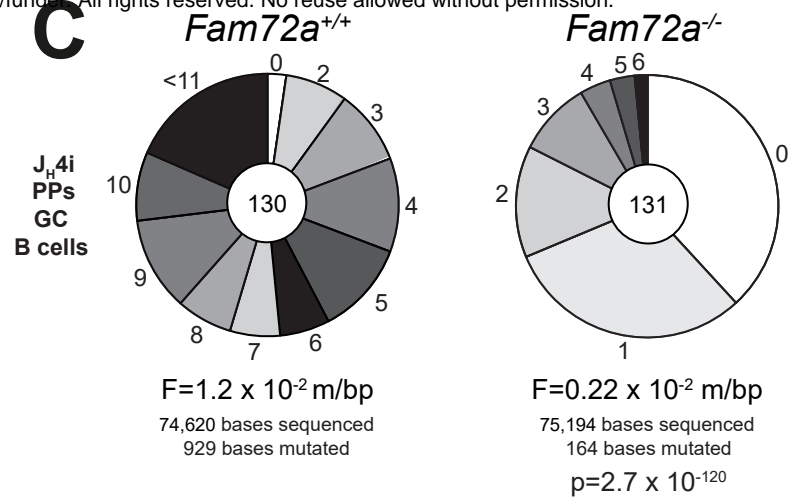 /funder. All rights reserved. No reuse allowed without permission.
C
Fam72a+/+
Fam72a-/-
JH4i
PPs
GC
B cells
<11
0
2
3
4
5
6
7
8
9
10
130
0
1
2
3
4
5
6
131
F=1.2 x 10-2 m/bp
74,620 bases sequenced
929 bases mutated
F=0.22 x 10-2 m/bp
75,194 bases sequenced
164 bases mutated
p=2.7 x 10-120